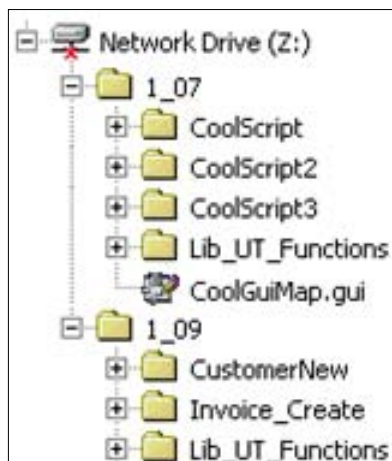 Network Drive (Z:)
1_07
CoolScript
CoolScript2
CoolScript3
Lib_UT_Functions
CoolGuiMap.gui
1_09
CustomerNew
Invoice_Create
Lib_UT_Functions